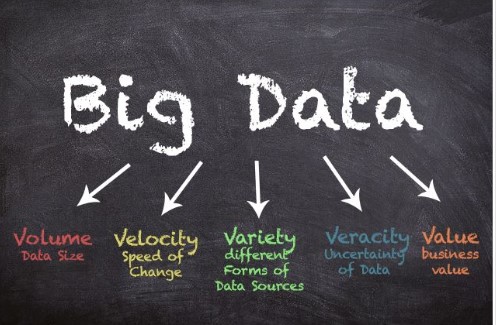 Big Data
Volume
Data Size
Velocity
Speed of
Change
Variety
different
Forms of
Data Sources
Veracity
Uncertainty
of Data
Value
business
value